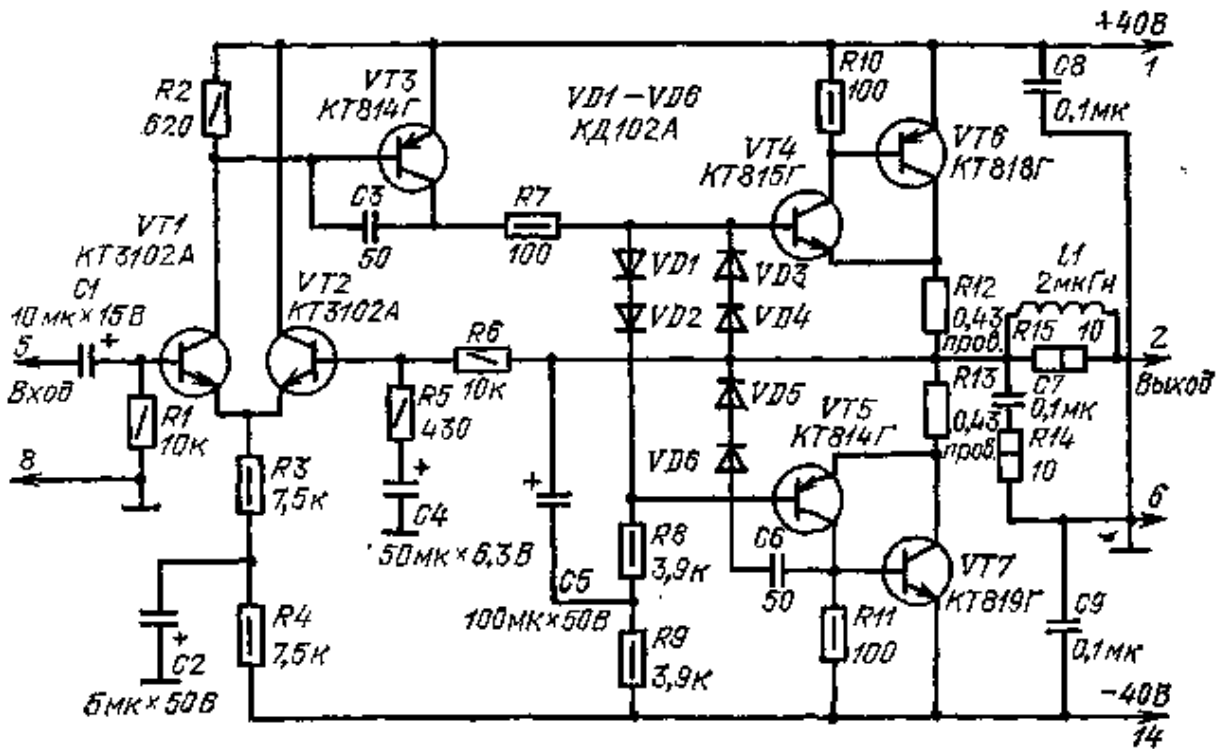 +40В
1
R2
620
VT3
КТ814Г
VD1–VD6
КД102А
R10
100
C8
0,1мк
VT4
КТ815Г
VT6
КТ818Г
VT1
КТ3102А
C3
50
R7
100
VD1
VD3
VD2
VD4
L1
2мкГн
R12
0,43
пров.
R15
10
C1
10мк×15В
+
5
Вход
VT2
КТ3102А
R6
10к
2
Выход
R1
10к
8
R5
430
VD5
VT5
КТ814Г
R13
0,43
пров.
C7
0,1мк
R14
10
R3
7,5к
+
C4
50мк×6,3В
+
VD6
6
R8
3,9к
C6
50
VT7
КТ819Г
C5
100мк×50В
R4
7,5к
+
C2
5мк×50В
R9
3,9к
R11
100
C9
0,1мк
–40В
14